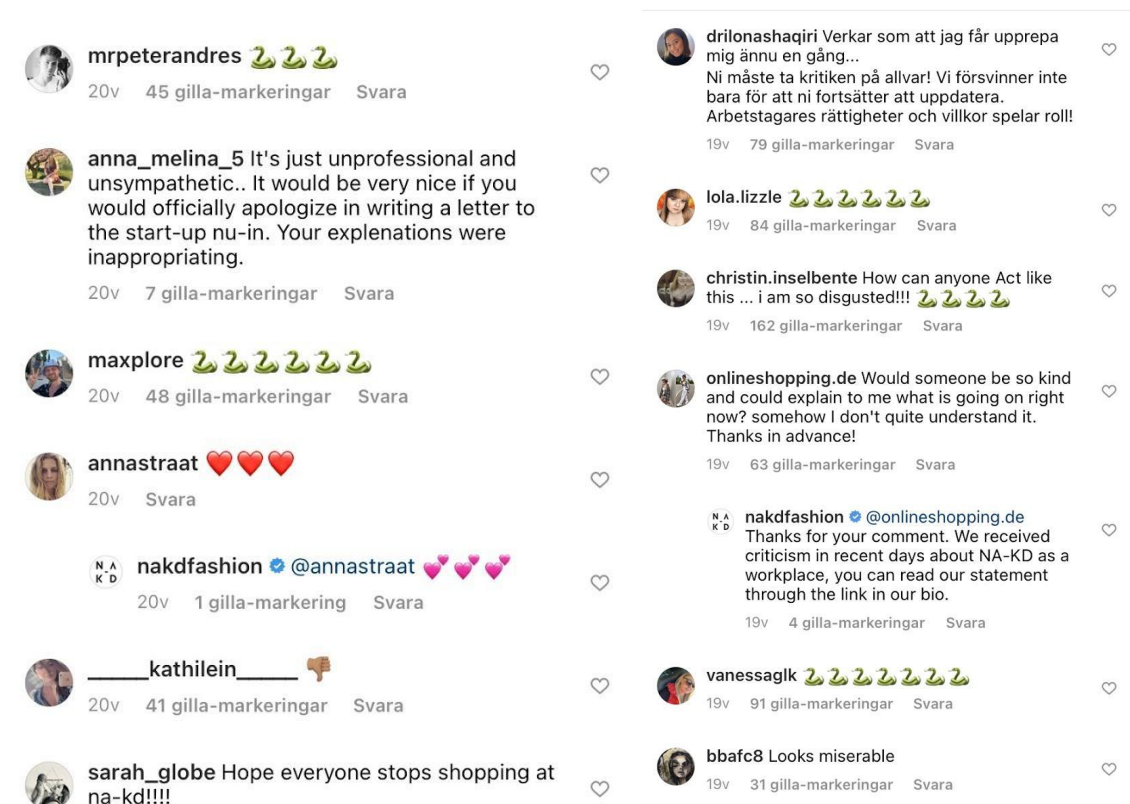 mrpeterandres 🐍🐍🐍
20v 45 gilla-markeringar Svara
anna_melina_5 It's just unprofessional and
unsympathetic.. It would be very nice if you
would officially apologize in writing a letter to
the start-up nu-in. Your explenations were
inappropriating.
20v 7 gilla-markeringar Svara
maxplore 🐍🐍🐍🐍🐍🐍
20v 48 gilla-markeringar Svara
annastraat ❤️❤️❤️
20v Svara
N A
K D
nakdfashion @annastraat 💕💕💕
20v 1 gilla-markering Svara
_____kathilein_____ 👎🏽
20v 41 gilla-markeringar Svara
sarah_globe Hope everyone stops shopping at
na-kd!!!!
drilonashaqiri Verkar som att jag får upprepa
mig ännu en gång...
Ni måste ta kritiken på allvar! Vi försvinner inte
bara för att ni fortsätter att uppdatera.
Arbetstagares rättigheter och villkor spelar roll!
19v 79 gilla-markeringar Svara
lola.lizzle 🐍🐍🐍🐍🐍🐍
19v 84 gilla-markeringar Svara
christin.inselbente How can anyone Act like
this ... i am so disgusted!!! 🐍🐍🐍🐍
19v 162 gilla-markeringar Svara
onlineshopping.de Would someone be so kind
and could explain to me what is going on right
now? somehow I don't quite understand it.
Thanks in advance!
19v 63 gilla-markeringar Svara
N A
K D
nakdfashion @onlineshopping.de
Thanks for your comment. We received
criticism in recent days about NA-KD as a
workplace, you can read our statement
through the link in our bio.
19v 4 gilla-markeringar Svara
vanessaglk 🐍🐍🐍🐍🐍🐍🐍
19v 91 gilla-markeringar Svara
bbafc8 Looks miserable
19v 31 gilla-markeringar Svara